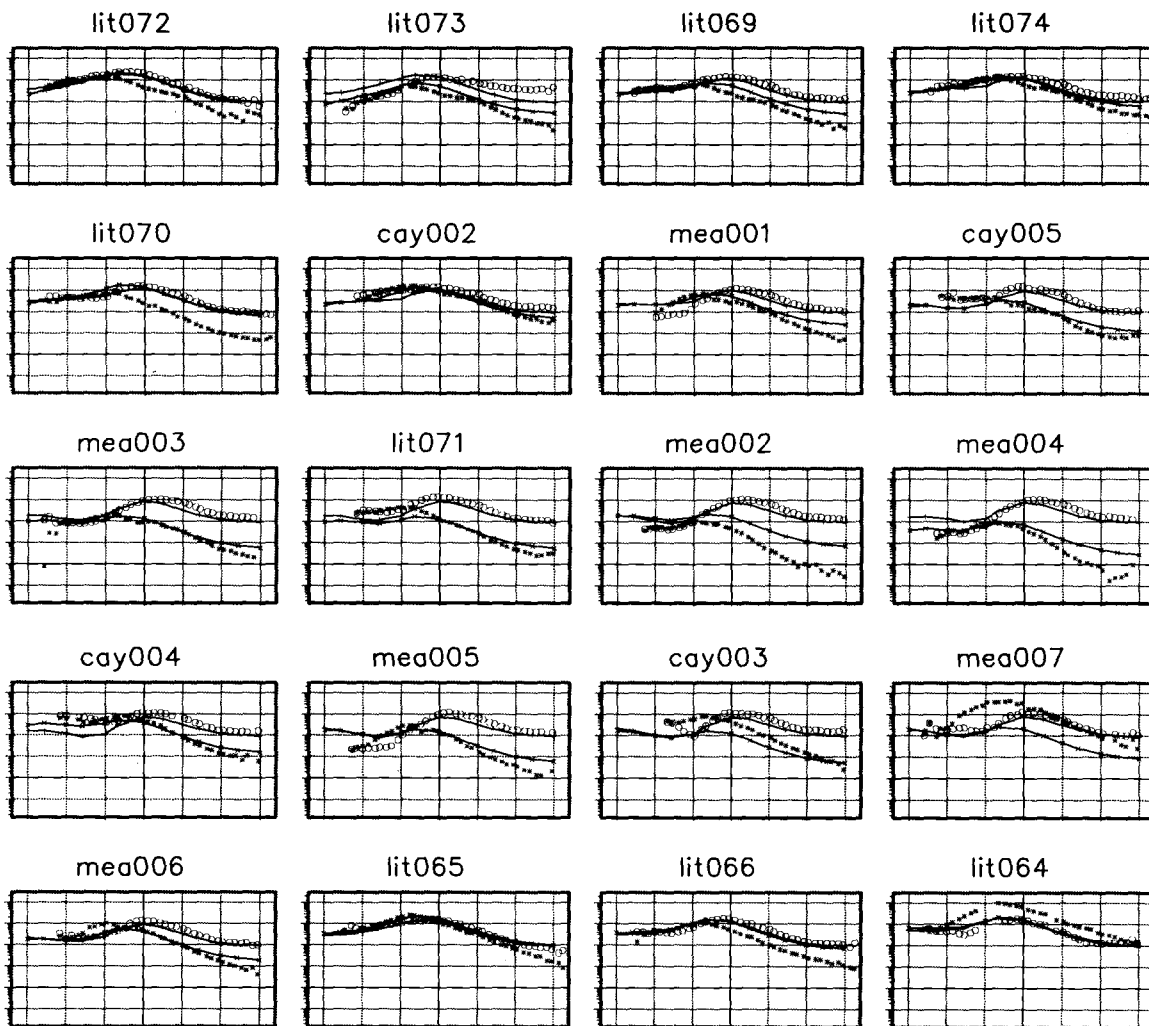 lit072 lit073 lit069 lit074
lit070 cay002 mea001 cay005
mea003 lit071 mea002 mea004
cay004 mea005 cay003 mea007
mea006 lit065 lit066 lit064